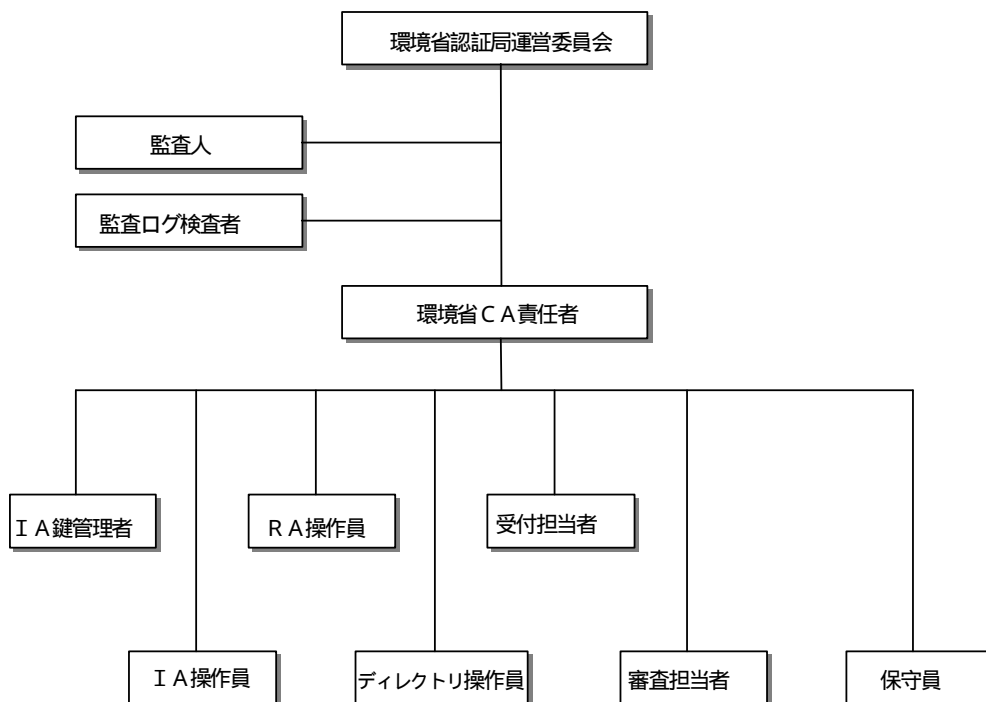 環境省認証局運営委員会
監査人
監査ログ検査者
環境省CA責任者
IA鍵管理者
RA操作員
受付担当者
IA操作員
ディレクトリ操作員
審査担当者
保守員